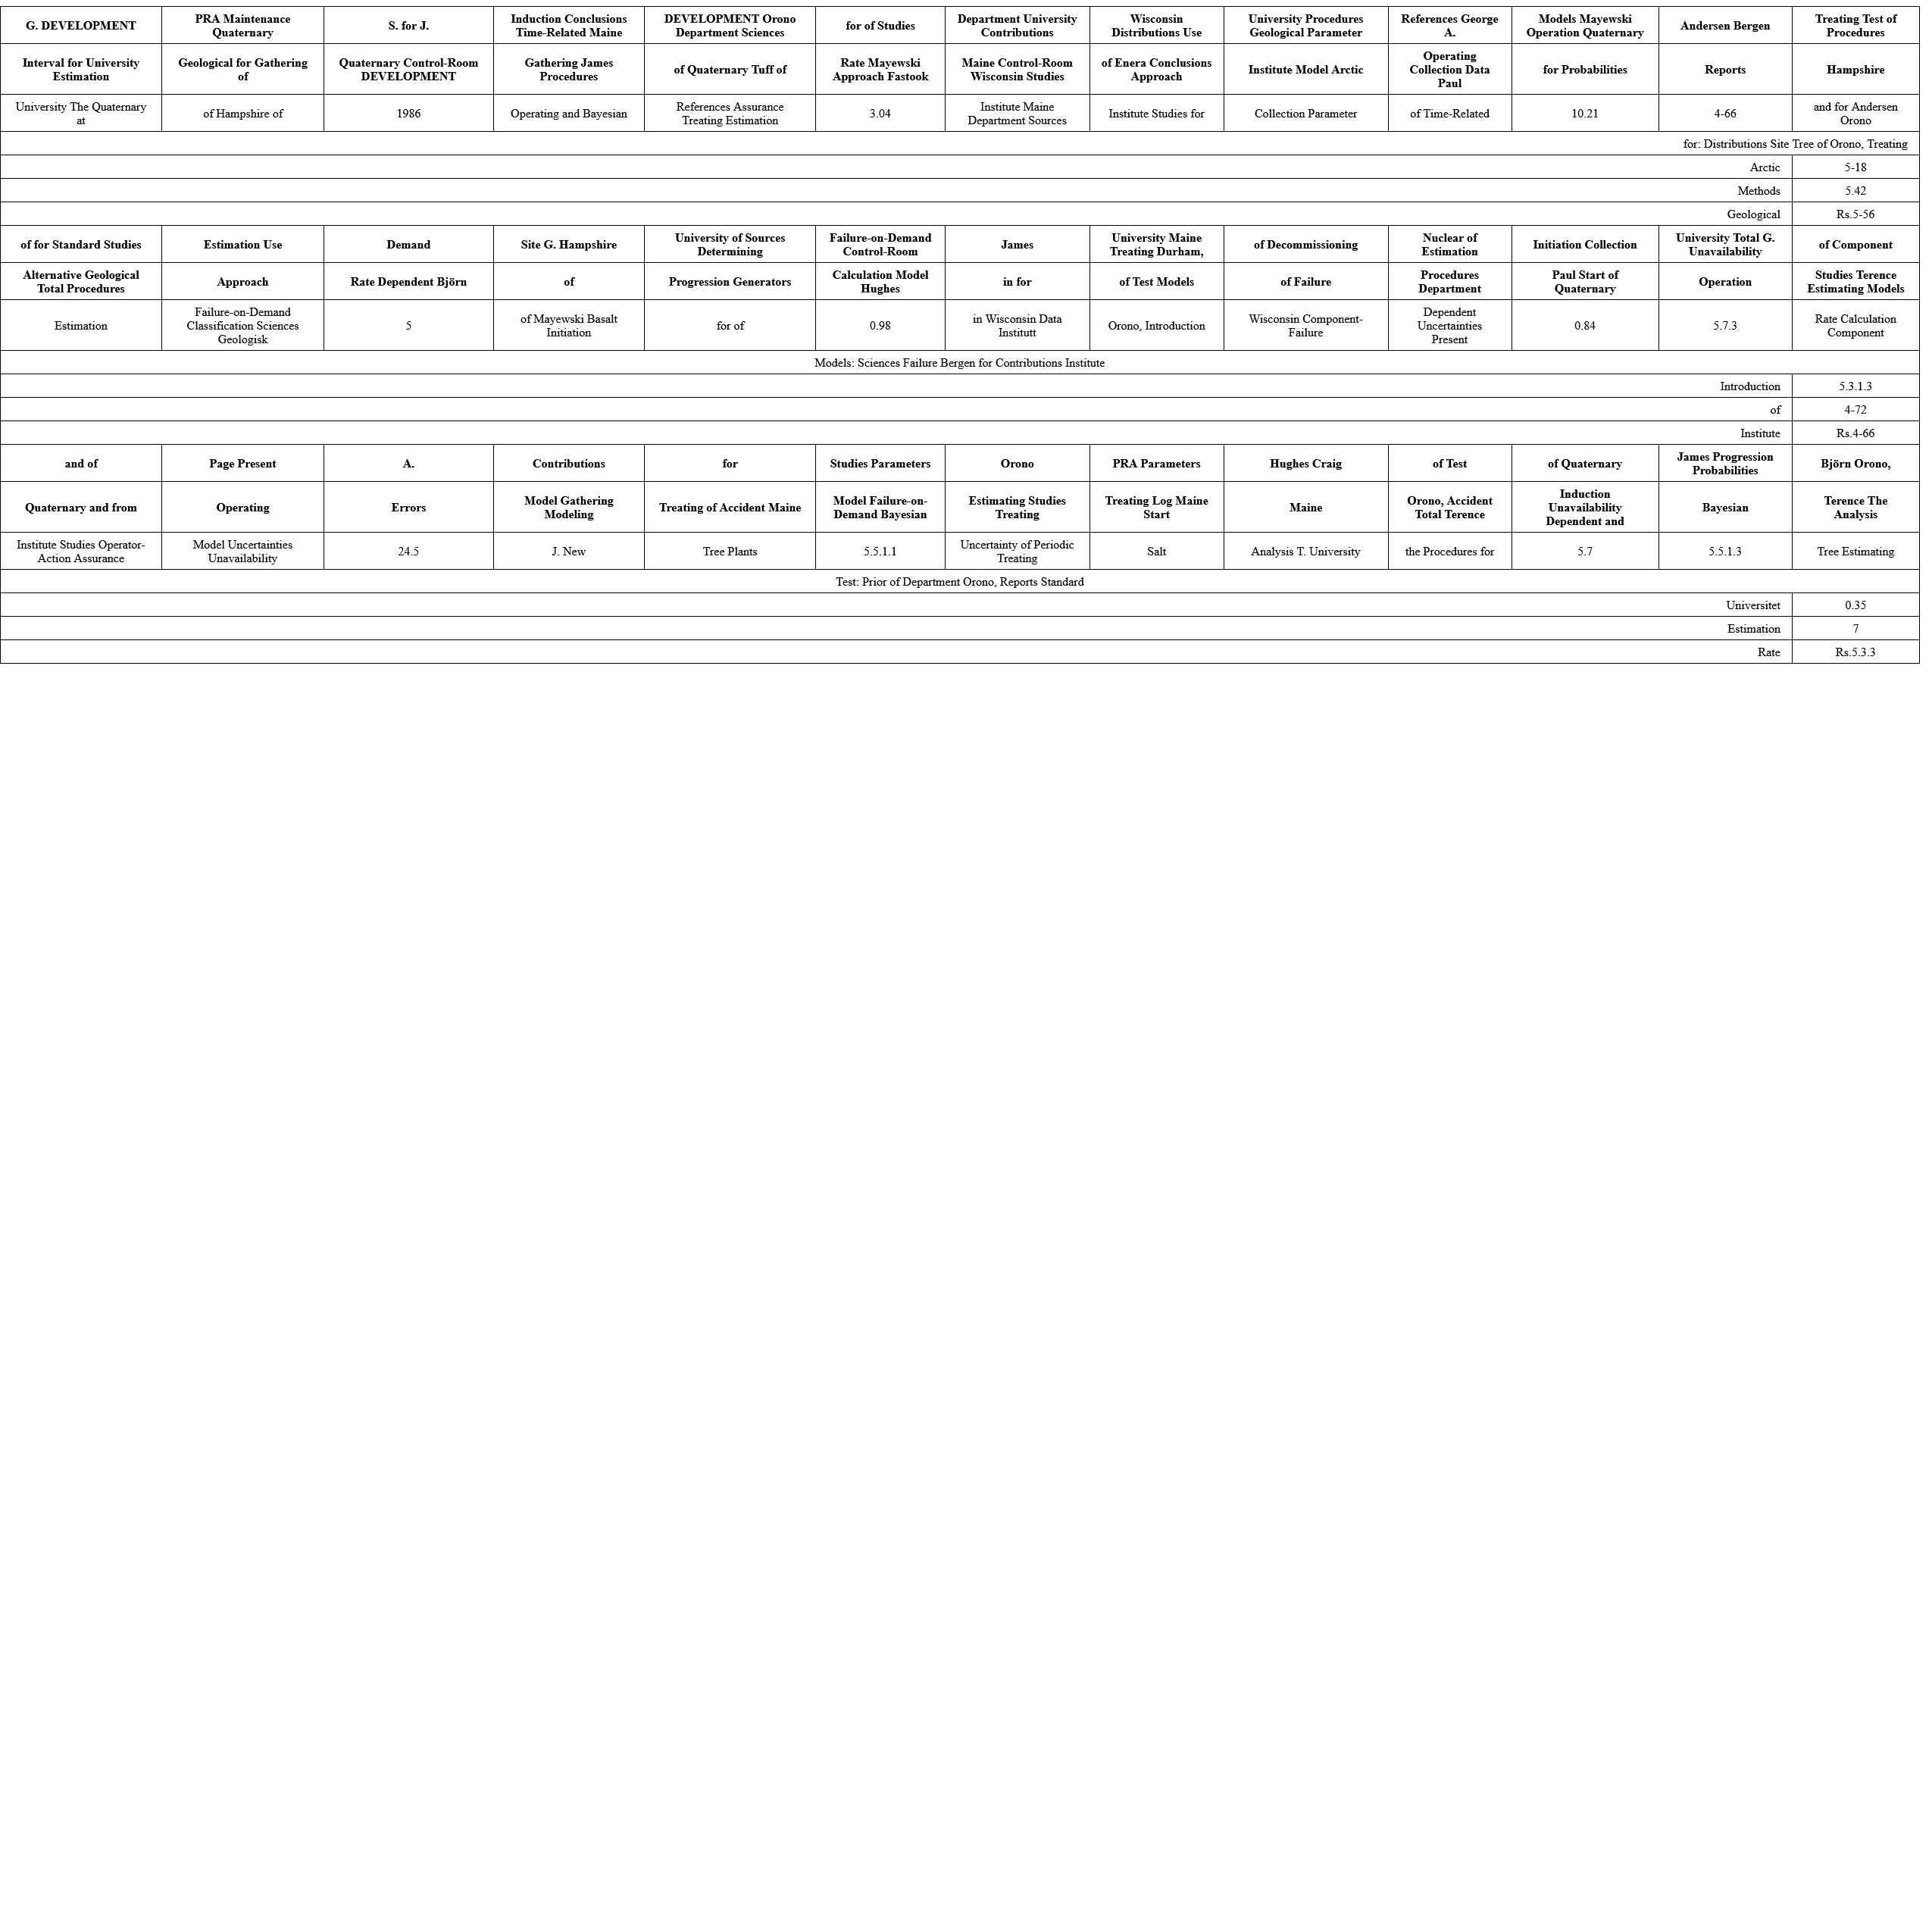 G. DEVELOPMENT
PRA Maintenance
Quaternary
S. for J.
Induction Conclusions
Time-Related Maine
DEVELOPMENT Orono
Department Sciences
for of Studies
Department University
Contributions
Wisconsin
Distributions Use
University Procedures
Geological Parameter
References George
A.
Models Mayewski
Operation Quaternary
Andersen Bergen
Treating Test of
Procedures
Interval for University
Estimation
Geological for Gathering
of
Quaternary Control-Room
DEVELOPMENT
Gathering James
Procedures
of Quaternary Tuff of
Rate Mayewski
Approach Fastook
Maine Control-Room
Wisconsin Studies
of Enera Conclusions
Approach
Institute Model Arctic
Operating
Collection Data
Paul
for Probabilities
Reports
Hampshire
University The Quaternary
at
of Hampshire of
1986
Operating and Bayesian
References Assurance
Treating Estimation
3.04
Institute Maine
Department Sources
Institute Studies for
Collection Parameter
of Time-Related
10.21
4-66
and for Andersen
Orono
for: Distributions Site Tree of Orono, Treating
Arctic
5-18
Methods
5.42
Geological
Rs.5-56
of for Standard Studies
Estimation Use
Demand
Site G. Hampshire
University of Sources
Determining
Failure-on-Demand
Control-Room
James
University Maine
Treating Durham,
of Decommissioning
Nuclear of
Estimation
Initiation Collection
University Total G.
Unavailability
of Component
Alternative Geological
Total Procedures
Approach
Rate Dependent Björn
of
Progression Generators
Calculation Model
Hughes
in for
of Test Models
of Failure
Procedures
Department
Paul Start of
Quaternary
Operation
Studies Terence
Estimating Models
Estimation
Failure-on-Demand
Classification Sciences
Geologisk
5
of Mayewski Basalt
Initiation
for of
0.98
in Wisconsin Data
Institutt
Orono, Introduction
Wisconsin Component-
Failure
Dependent
Uncertainties
Present
0.84
5.7.3
Rate Calculation
Component
Models: Sciences Failure Bergen for Contributions Institute
Introduction
5.3.1.3
of
4-72
Institute
Rs.4-66
and of
Page Present
A.
Contributions
for
Studies Parameters
Orono
PRA Parameters
Hughes Craig
of Test
of Quaternary
James Progression
Probabilities
Björn Orono,
Quaternary and from
Operating
Errors
Model Gathering
Modeling
Treating of Accident Maine
Model Failure-on-
Demand Bayesian
Estimating Studies
Treating
Treating Log Maine
Start
Maine
Orono, Accident
Total Terence
Induction
Unavailability
Dependent and
Bayesian
Terence The
Analysis
Institute Studies Operator-
Action Assurance
Model Uncertainties
Unavailability
24.5
J. New
Tree Plants
5.5.1.1
Uncertainty of Periodic
Treating
Salt
Analysis T. University
the Procedures for
5.7
5.5.1.3
Tree Estimating
Test: Prior of Department Orono, Reports Standard
Universitet
0.35
Estimation
7
Rate
Rs.5.3.3